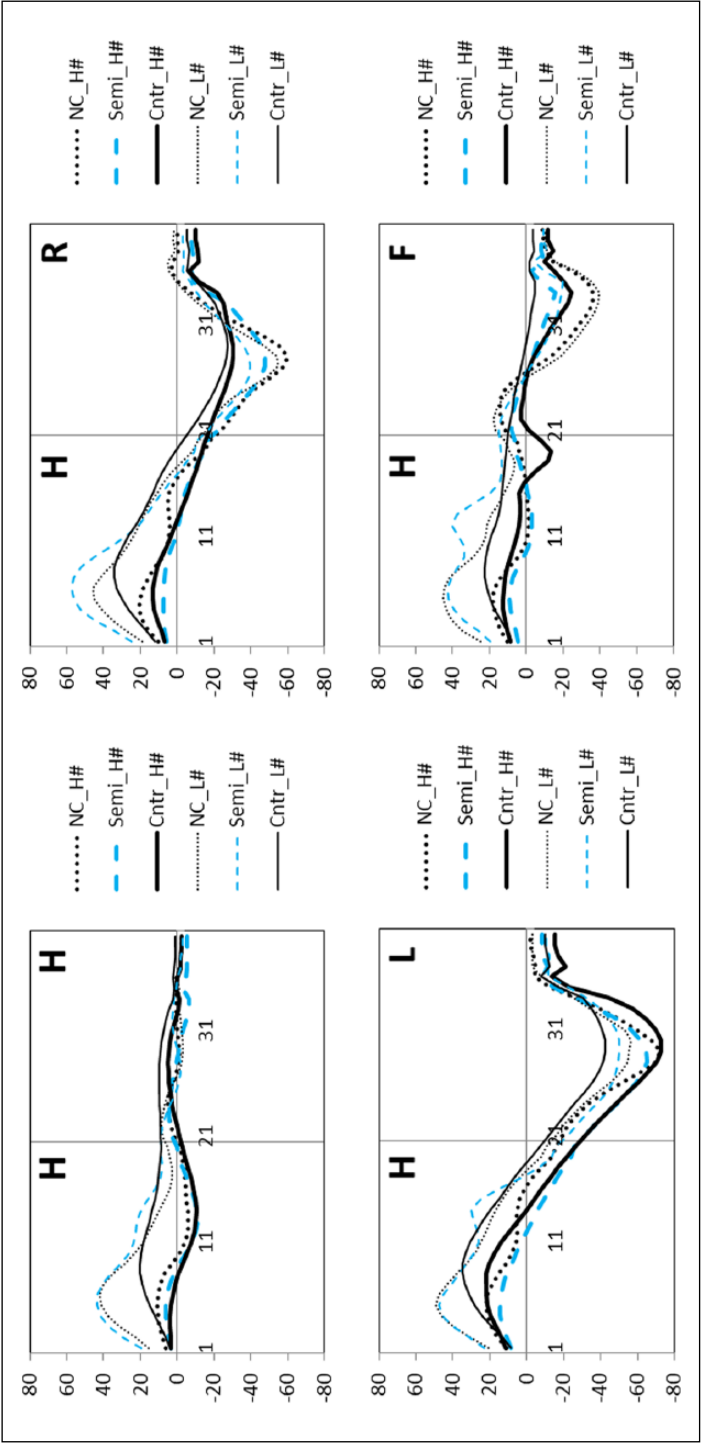 H H
80
60
40
20
0
-20
-40
-60
-80
1 11 21 31
NC_H#
Semi_H#
Cntr_H#
NC_L#
Semi_L#
Cntr_L#
H R
80
60
40
20
0
-20
-40
-60
-80
1 11 21 31
NC_H#
Semi_H#
Cntr_H#
NC_L#
Semi_L#
Cntr_L#
H L
80
60
40
20
0
-20
-40
-60
-80
1 11 21 31
NC_H#
Semi_H#
Cntr_H#
NC_L#
Semi_L#
Cntr_L#
H F
80
60
40
20
0
-20
-40
-60
-80
1 11 21 31
NC_H#
Semi_H#
Cntr_H#
NC_L#
Semi_L#
Cntr_L#